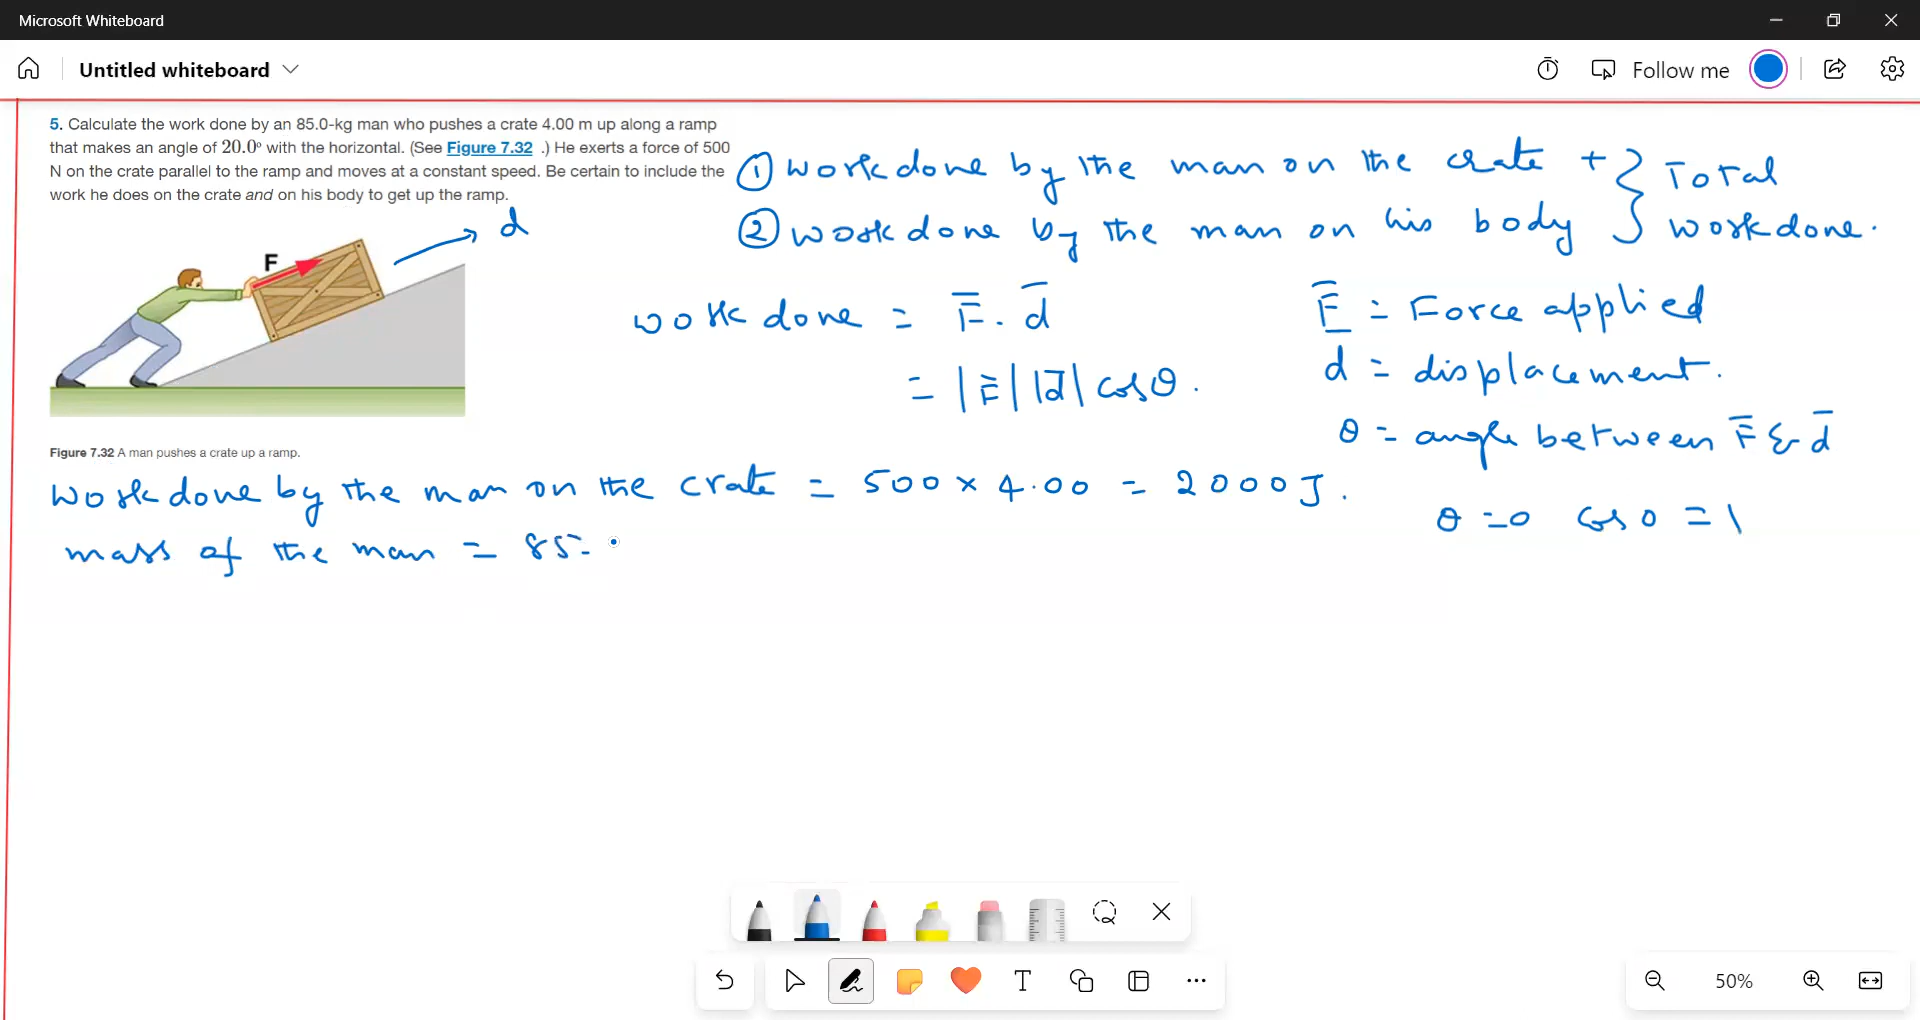 Microsoft Whiteboard
Untitled whiteboard
Follow me
5. Calculate the work done by an 85.0-kg man who pushes a crate 4.00 m up along a ramp
that makes an angle of 20.0° with the horizontal. (See Figure 7.32 .) He exerts a force of 500
N on the crate parallel to the ramp and moves at a constant speed. Be certain to include the
work he does on the crate and on his body to get up the ramp.
① Work done by the man on the crate + } Total
② Work done by the man on his body } workdone.
d
F
work done = F̅ . d̅
= |F̅| |d̅| cosθ.
F̅ = Force applied
d = displacement.
θ = angle between F̅ & d̅
θ = 0 cos 0 = 1
Figure 7.32 A man pushes a crate up a ramp.
Work done by the man on the crate = 500 × 4.00 = 2000 J.
mass of the man = 85.
50%